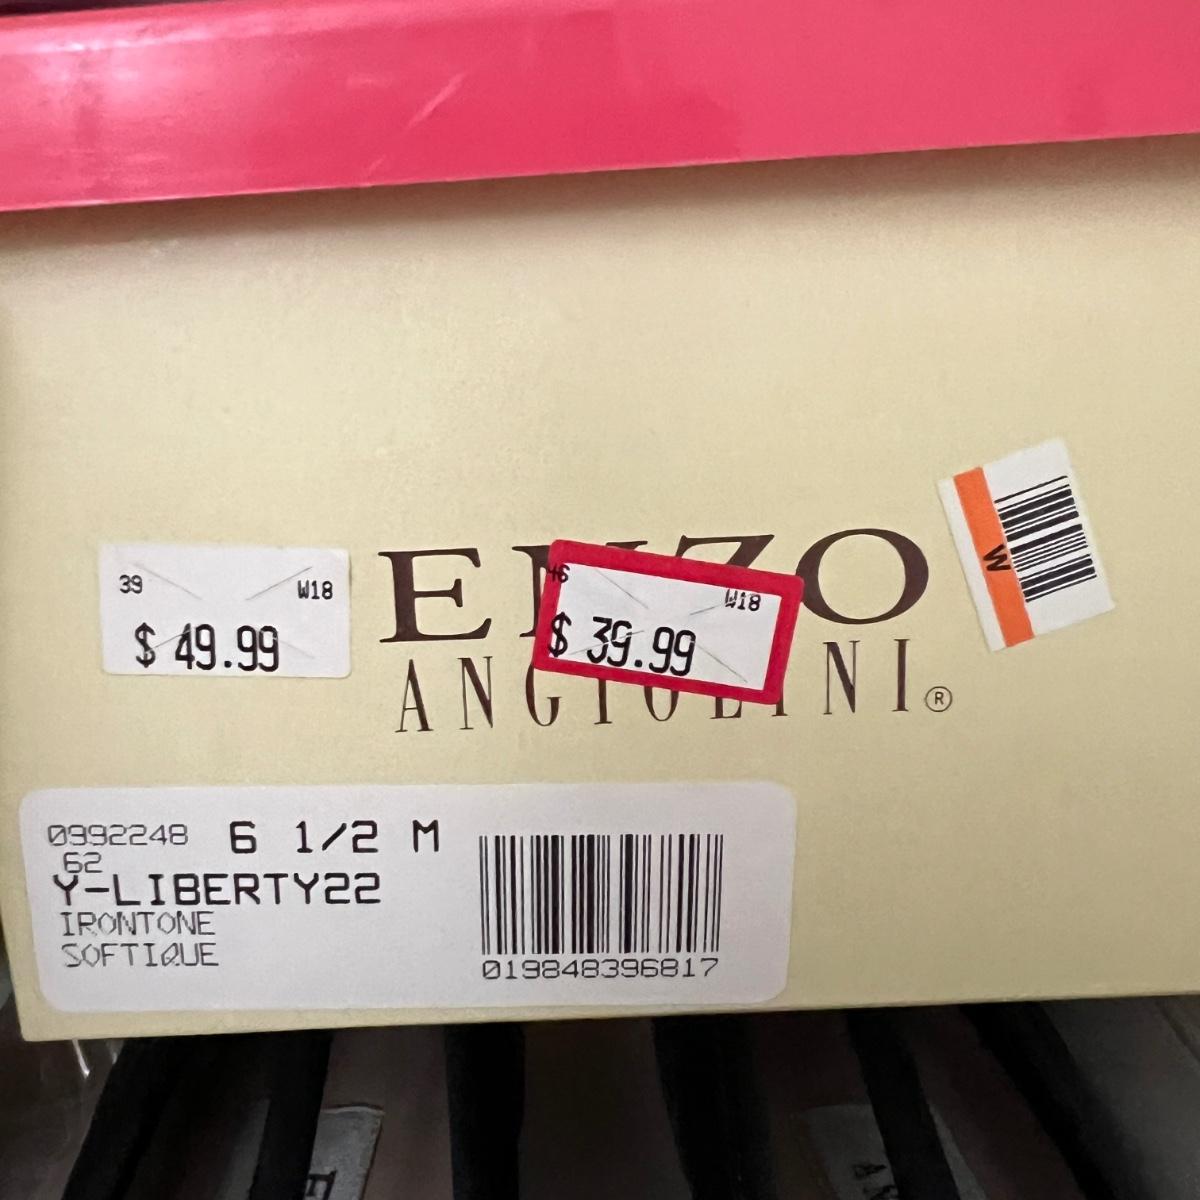 39 W18
$ 49.99
46 W18
$ 39.99
ENZO
ANGIOLINI®
W
0992248 6 1/2 M
62
Y-LIBERTY22
IRONTONE
SOFTIQUE
019848396817